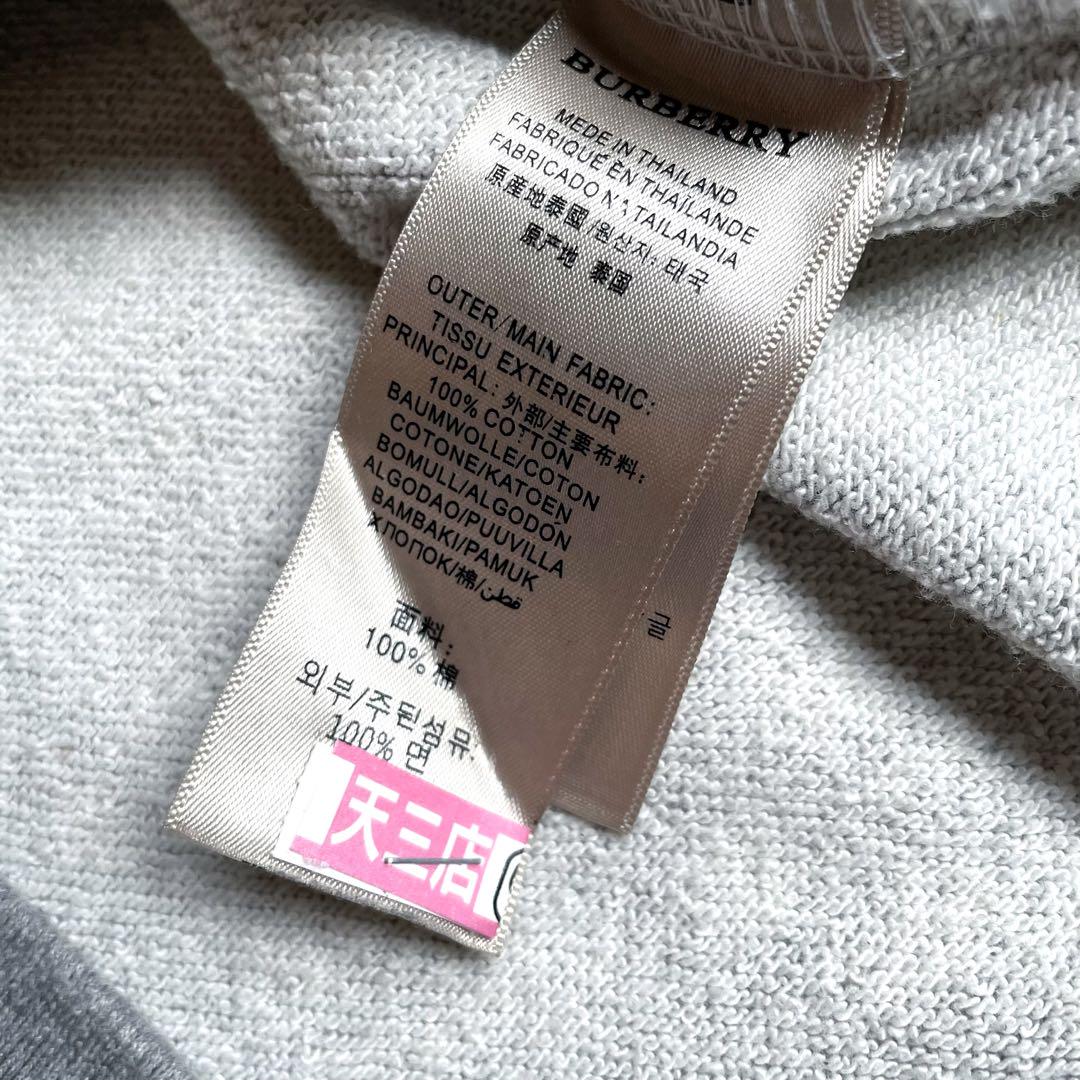 BURBERRY
MEDE IN THAILAND
FABRIQUÉ EN THAÏLANDE
FABRICADO NA TAILANDIA
原産地泰國/원산지: 태국
原产地 泰国
OUTER/MAIN FABRIC:
TISSU EXTERIEUR
PRINCIPAL: 外部/主要布料:
100% COTTON
BAUMWOLLE/COTON
COTONE/KATOEN
BOMULL/ALGODÓN
ALGODAO/PUUVILLA
BAMBAKI/PAMUK
ХЛОПОК/棉/قطن
面料:
100% 棉
외부/주된섬유:
100% 면
글
天三店